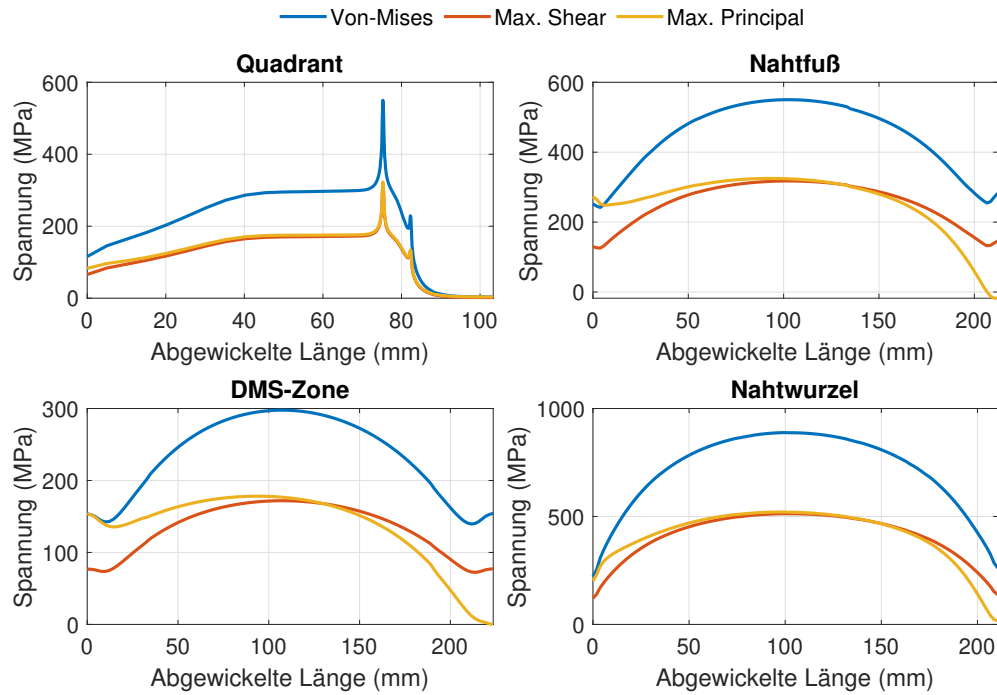 Von-Mises Max. Shear Max. Principal
Quadrant
Spannung (MPa)
600
400
200
0
0 20 40 60 80 100
Abgewickelte Länge (mm)
Nahtfuß
Spannung (MPa)
600
400
200
0
0 50 100 150 200
Abgewickelte Länge (mm)
DMS-Zone
Spannung (MPa)
300
200
100
0
0 50 100 150 200
Abgewickelte Länge (mm)
Nahtwurzel
Spannung (MPa)
1000
500
0
0 50 100 150 200
Abgewickelte Länge (mm)